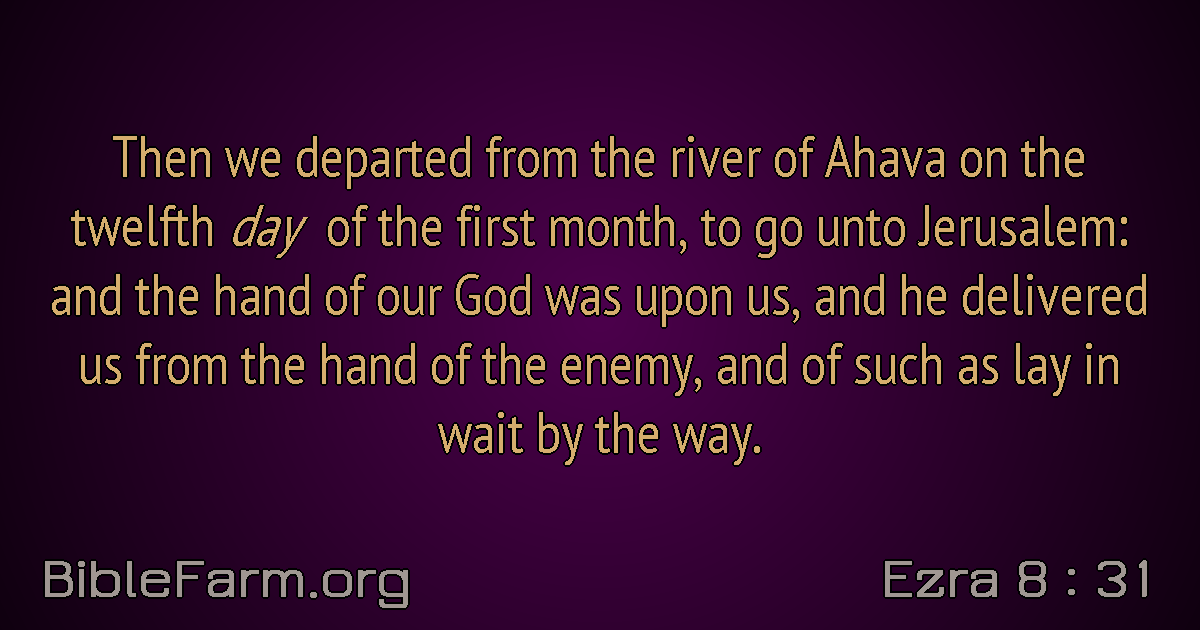 Then we departed from the river of Ahava on the
twelfth day of the first month, to go unto Jerusalem:
and the hand of our God was upon us, and he delivered
us from the hand of the enemy, and of such as lay in
wait by the way.
BibleFarm.org
Ezra 8 : 31